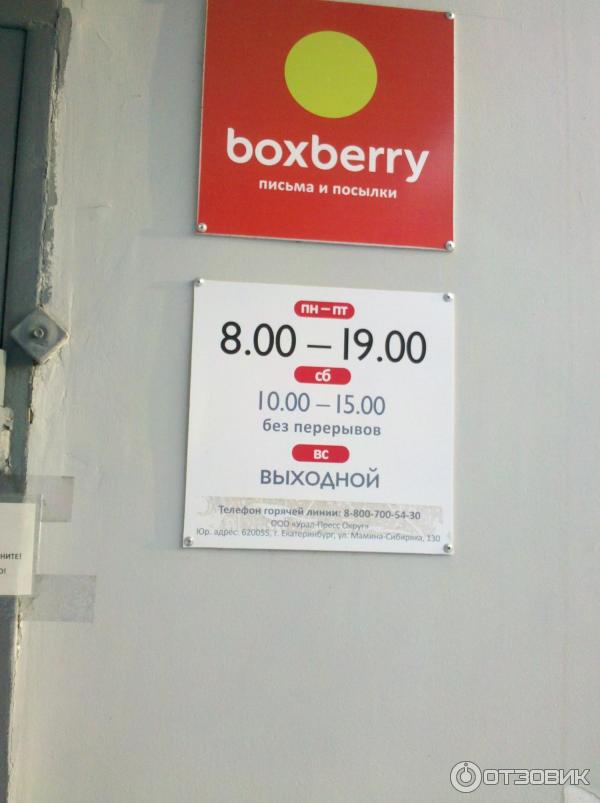 boxberry
письма и посылки
пн – пт
8.00 – 19.00
сб
10.00 – 15.00
без перерывов
вс
ВЫХОДНОЙ
Телефон горячей линии: 8-800-700-54-30
ООО «Урал-Пресс Округ»
Юр. адрес: 620055, г. Екатеринбург, ул. Мамина-Сибиряка, 130
НИТЕ!
О!
ОТЗОВИК